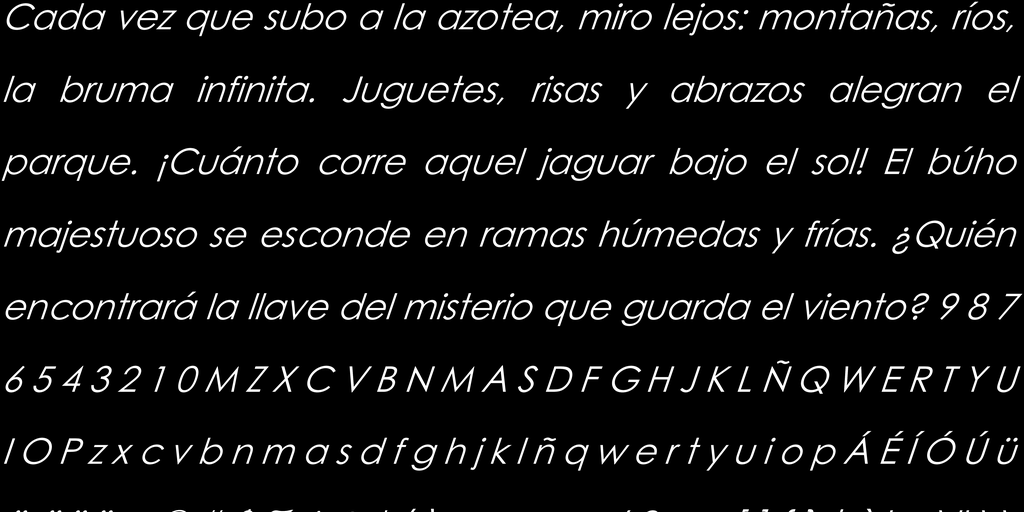 Cada vez que subo a la azotea, miro lejos: montañas, ríos,
la bruma infinita. Juguetes, risas y abrazos alegran el
parque. ¡Cuánto corre aquel jaguar bajo el sol! El búho
majestuoso se esconde en ramas húmedas y frías. ¿Quién
encontrará la llave del misterio que guarda el viento? 9 8 7
6 5 4 3 2 1 0 M Z X C V B N M A S D F G H J K L Ñ Q W E R T Y U
I O P z x c v b n m a s d f g h j k l ñ q w e r t y u i o p Á É Í Ó Ú ü